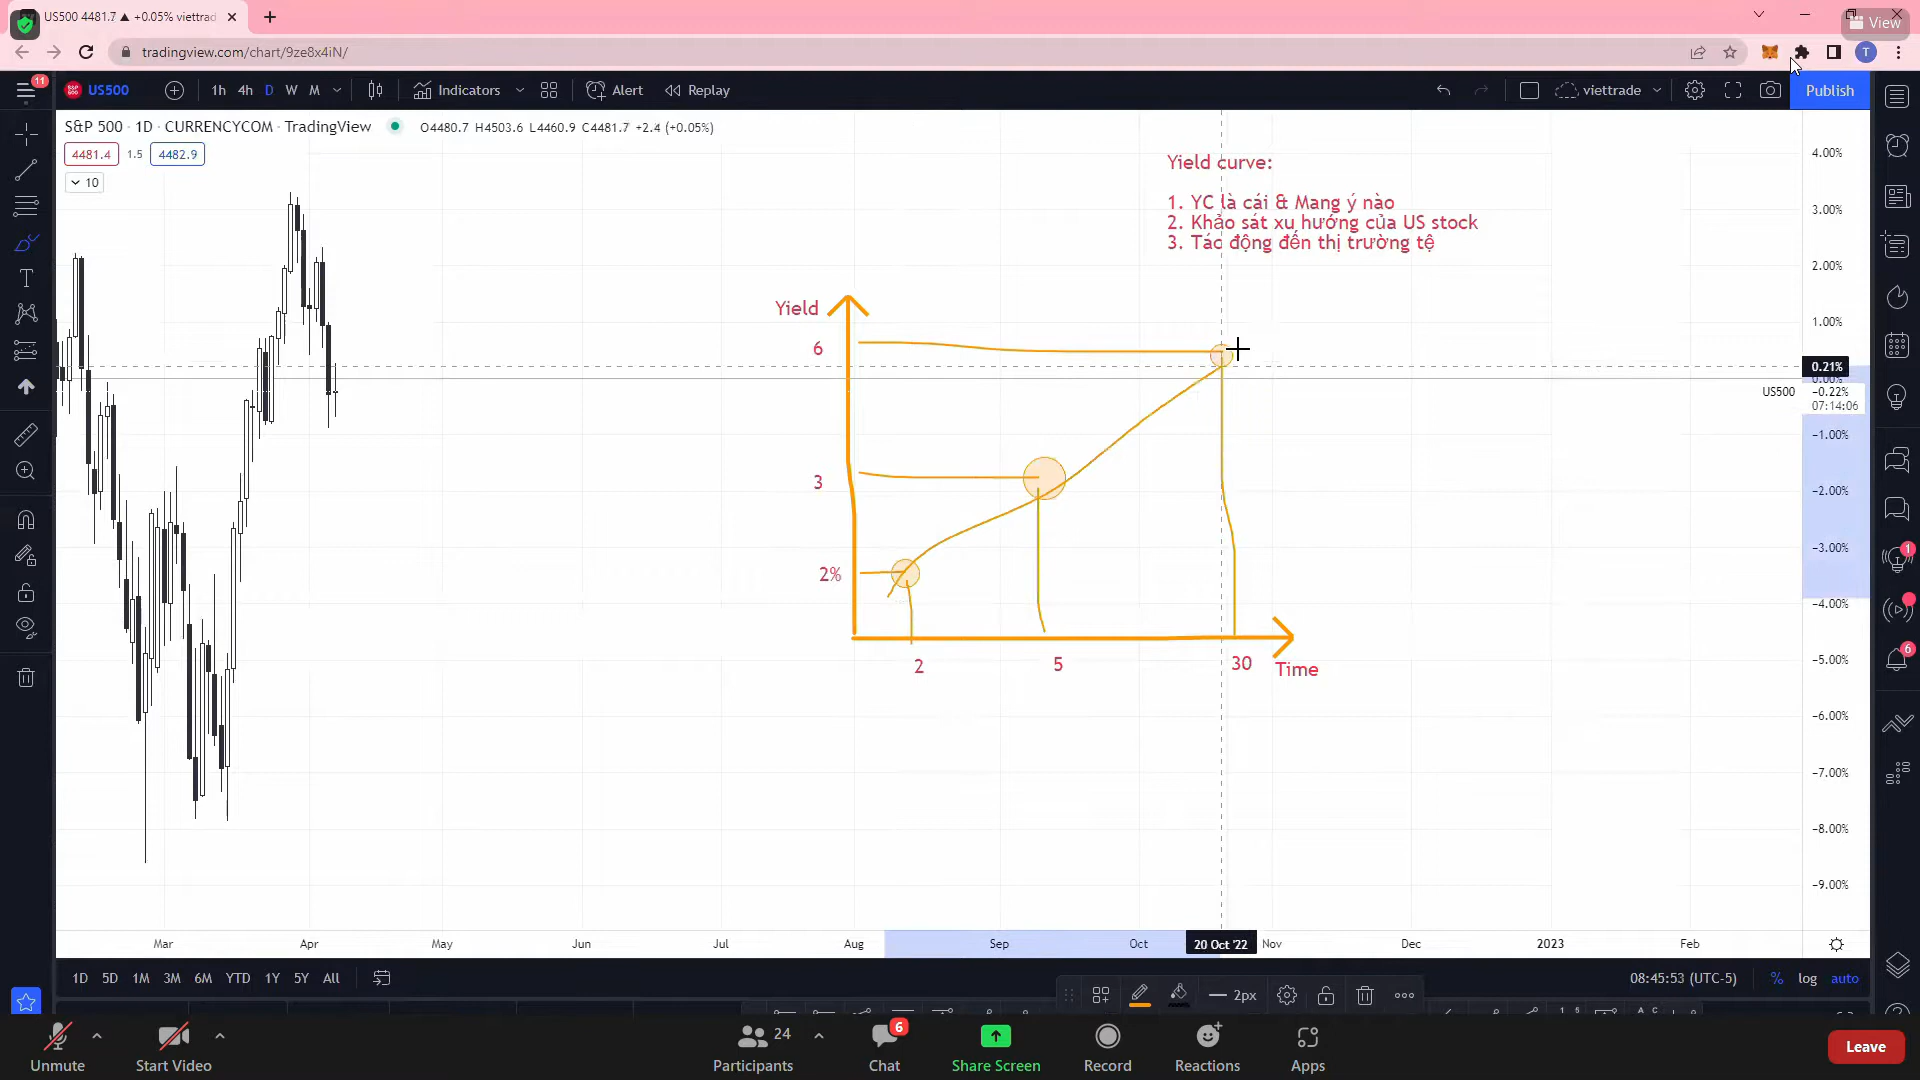 US500 4481.7 ▲ +0.05% viettrad
View
tradingview.com/chart/9ze8x4iN/
T
11
US500
1h 4h D W M
Indicators
Alert
Replay
viettrade
Publish
S&P 500 · 1D · CURRENCYCOM · TradingView
O4480.7 H4503.6 L4460.9 C4481.7 +2.4 (+0.05%)
4481.4 1.5 4482.9
10
Yield curve:
1. YC là cái & Mang ý nào
2. Khảo sát xu hướng của US stock
3. Tác động đến thị trường tệ
Yield
6
3
2%
2 5 30 Time
4.00%
3.00%
2.00%
1.00%
0.21%
0.00%
US500 −0.22%
07:14:06
−1.00%
−2.00%
−3.00%
−4.00%
−5.00%
−6.00%
−7.00%
−8.00%
−9.00%
1
6
Mar Apr May Jun Jul Aug Sep Oct 20 Oct '22 Nov Dec 2023 Feb
1D 5D 1M 3M 6M YTD 1Y 5Y All
08:45:53 (UTC-5) % log auto
2px
Unmute
Start Video
Participants 24
Chat 6
Share Screen
Record
Reactions
Apps
Leave